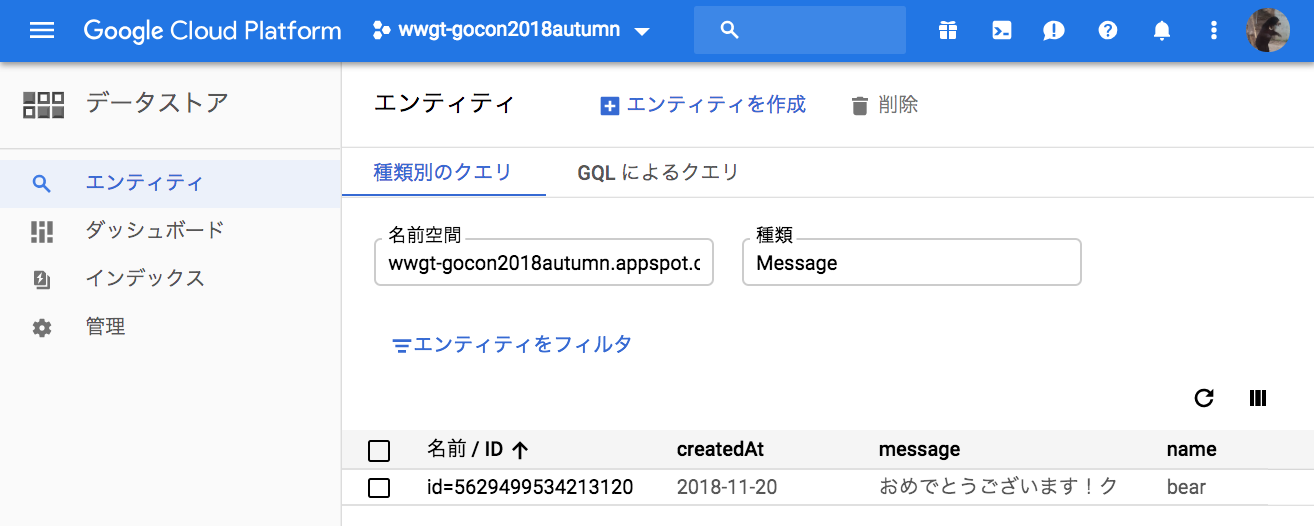 Google Cloud Platform wwgt-gocon2018autumn
データストア
エンティティ
ダッシュボード
インデックス
管理
エンティティ エンティティを作成 削除
種類別のクエリ GQL によるクエリ
名前空間 種類
wwgt-gocon2018autumn.appspot.c Message
エンティティをフィルタ
名前 / ID createdAt message name
id=5629499534213120 2018-11-20 おめでとうございます！ク bear